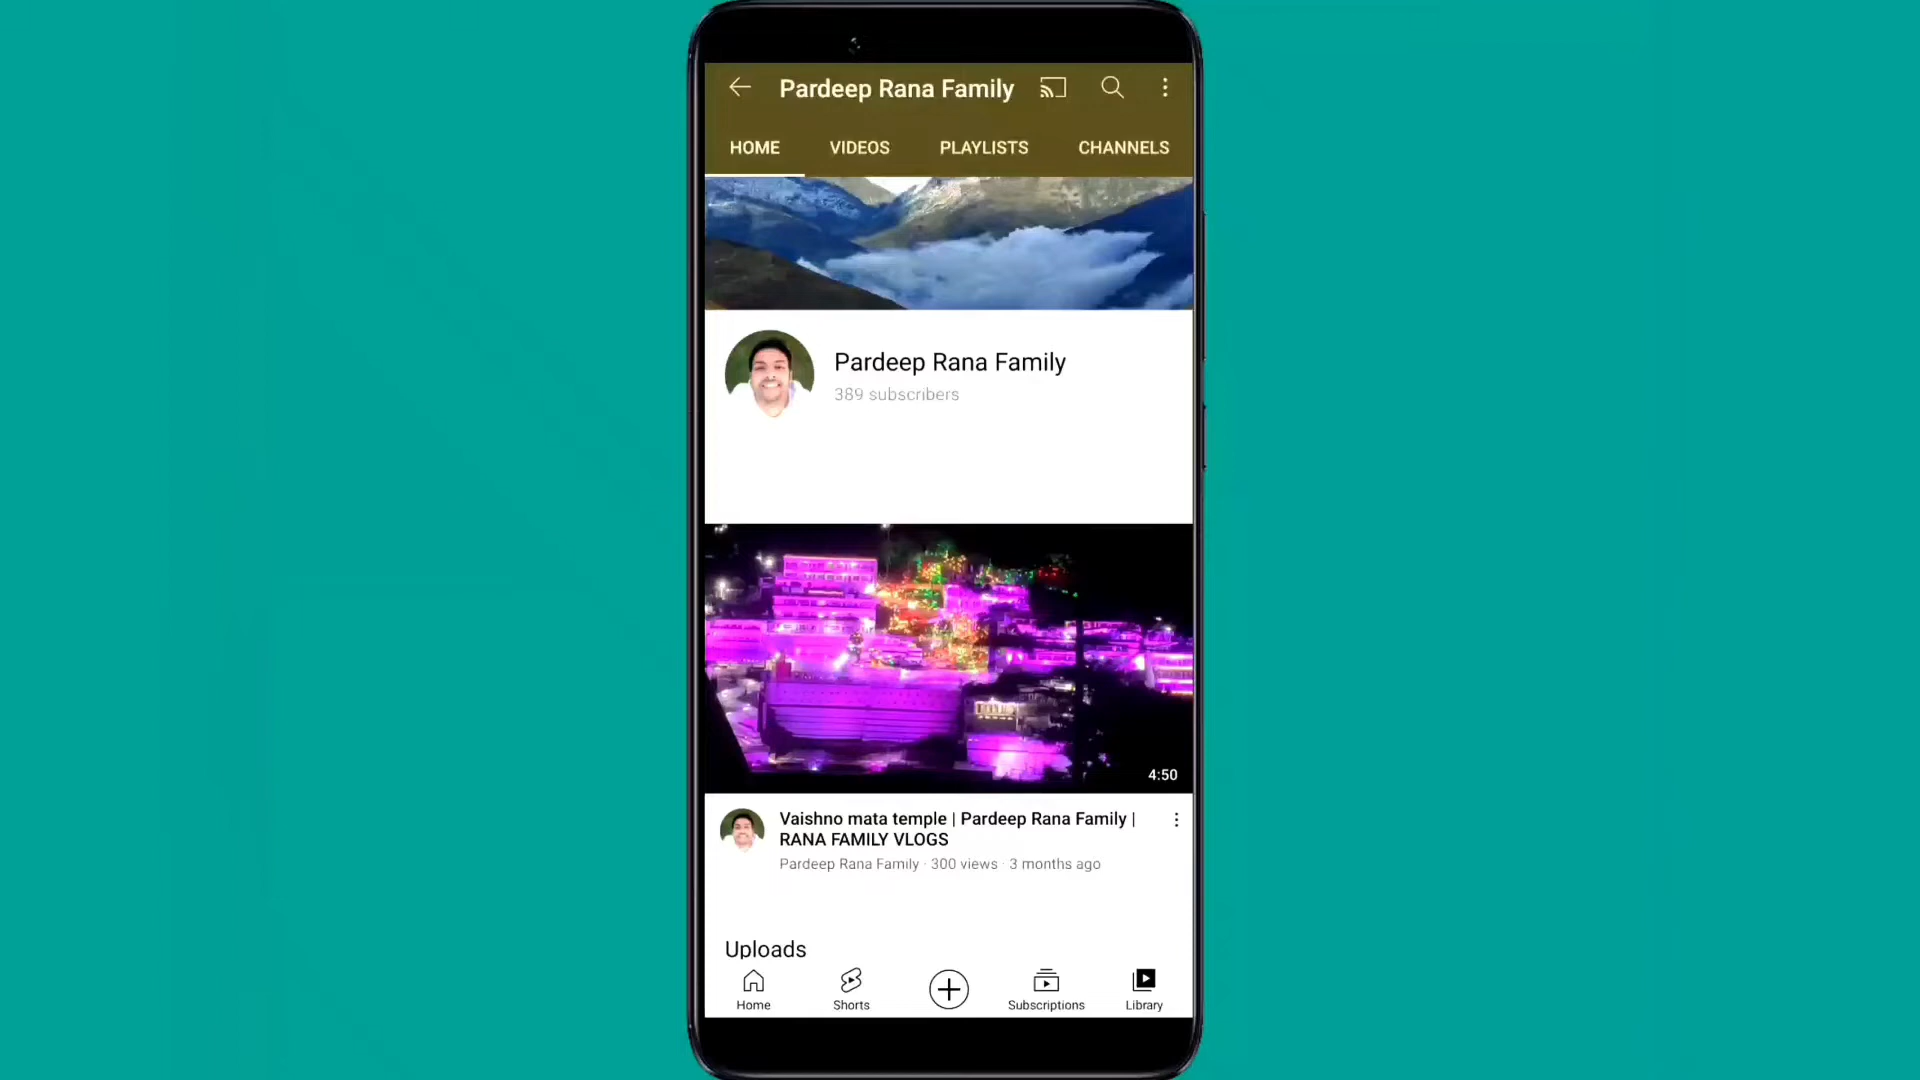 Pardeep Rana Family
HOME VIDEOS PLAYLISTS CHANNELS
Pardeep Rana Family
389 subscribers
4:50
Vaishno mata temple | Pardeep Rana Family |
RANA FAMILY VLOGS
Pardeep Rana Family · 300 views · 3 months ago
Uploads
Home Shorts Subscriptions Library